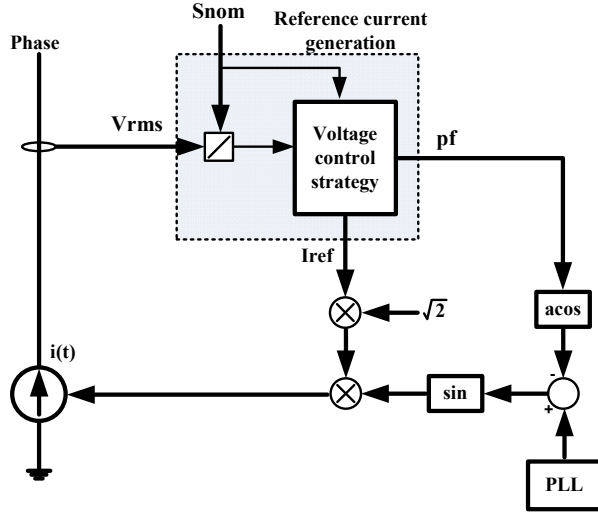 Snom
Reference current
generation
Phase
Vrms
Voltage
control
strategy
pf
Iref
√2
acos
i(t)
-
sin
+
PLL